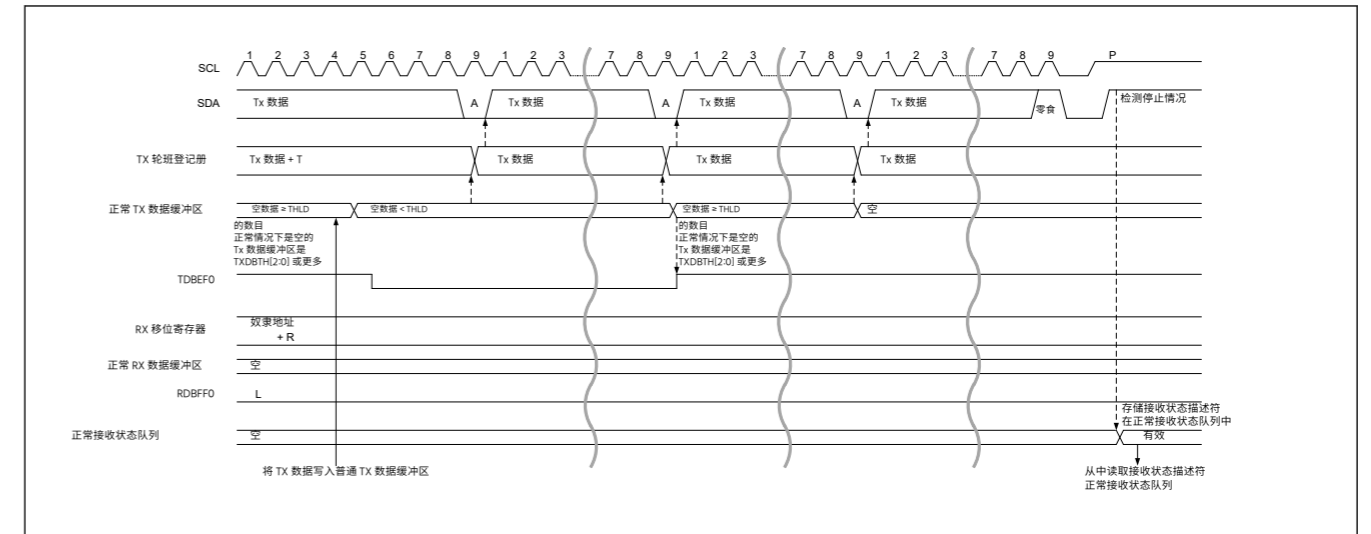 1 2 3 4 5 6 7 8 9 1 2 3 7 8 9 1 2 3 7 8 9 1 2 3 7 8 9 P
SCL
SDA Tx 数据 A Tx 数据 A Tx 数据 A Tx 数据 零食 检测停止情况
TX 轮班登记册 Tx 数据 + T Tx 数据 Tx 数据 Tx 数据
正常 TX 数据缓冲区 空数据 ≥ THLD 空数据 < THLD 空数据 ≥ THLD 空
的数目 的数目
正常情况下是空的 正常情况下是空的
Tx 数据缓冲区是 Tx 数据缓冲区是
TXDBTH[2:0] 或更多 TXDBTH[2:0] 或更多
TDBEF0
RX 移位寄存器 奴隶地址
+ R
正常 RX 数据缓冲区 空
RDBFF0 L
存储接收状态描述符
在正常接收状态队列中
正常接收状态队列 空 有效
将 TX 数据写入普通 TX 数据缓冲区 从中读取接收状态描述符
正常接收状态队列